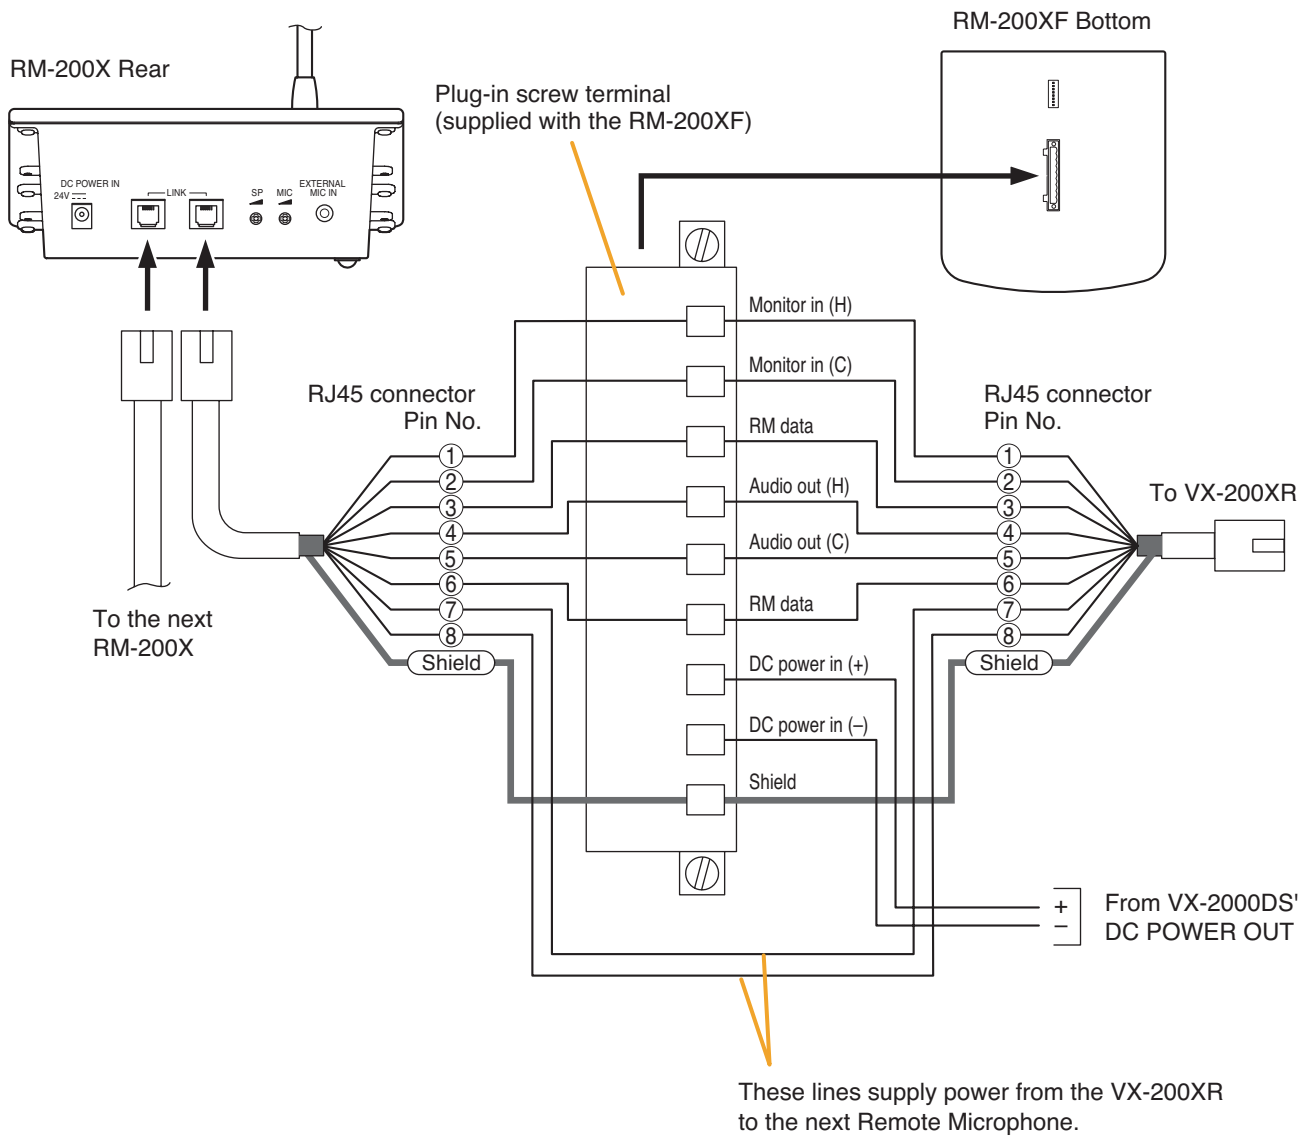 RM-200XF Bottom
RM-200X Rear
Plug-in screw terminal
(supplied with the RM-200XF)
DC POWER IN
24V
LINK
SP
MIC
EXTERNAL
MIC IN
Monitor in (H)
Monitor in (C)
RM data
Audio out (H)
Audio out (C)
RM data
DC power in (+)
DC power in (–)
Shield
RJ45 connector
Pin No.
1
2
3
4
5
6
7
8
Shield
RJ45 connector
Pin No.
1
2
3
4
5
6
7
8
Shield
To VX-200XR
To the next
RM-200X
+
–
From VX-2000DS'
DC POWER OUT
These lines supply power from the VX-200XR
to the next Remote Microphone.